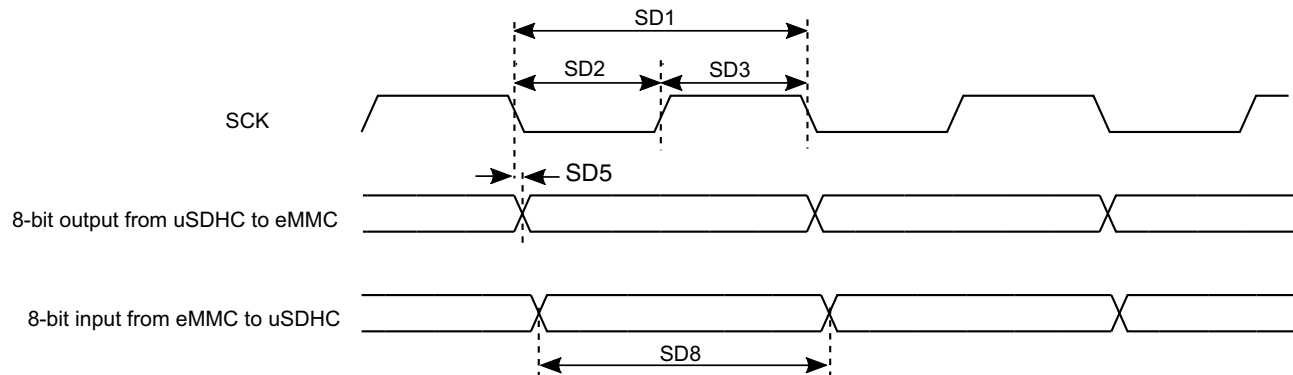 SD1
SD2
SD3
SCK
SD5
8-bit output from uSDHC to eMMC
8-bit input from eMMC to uSDHC
SD8